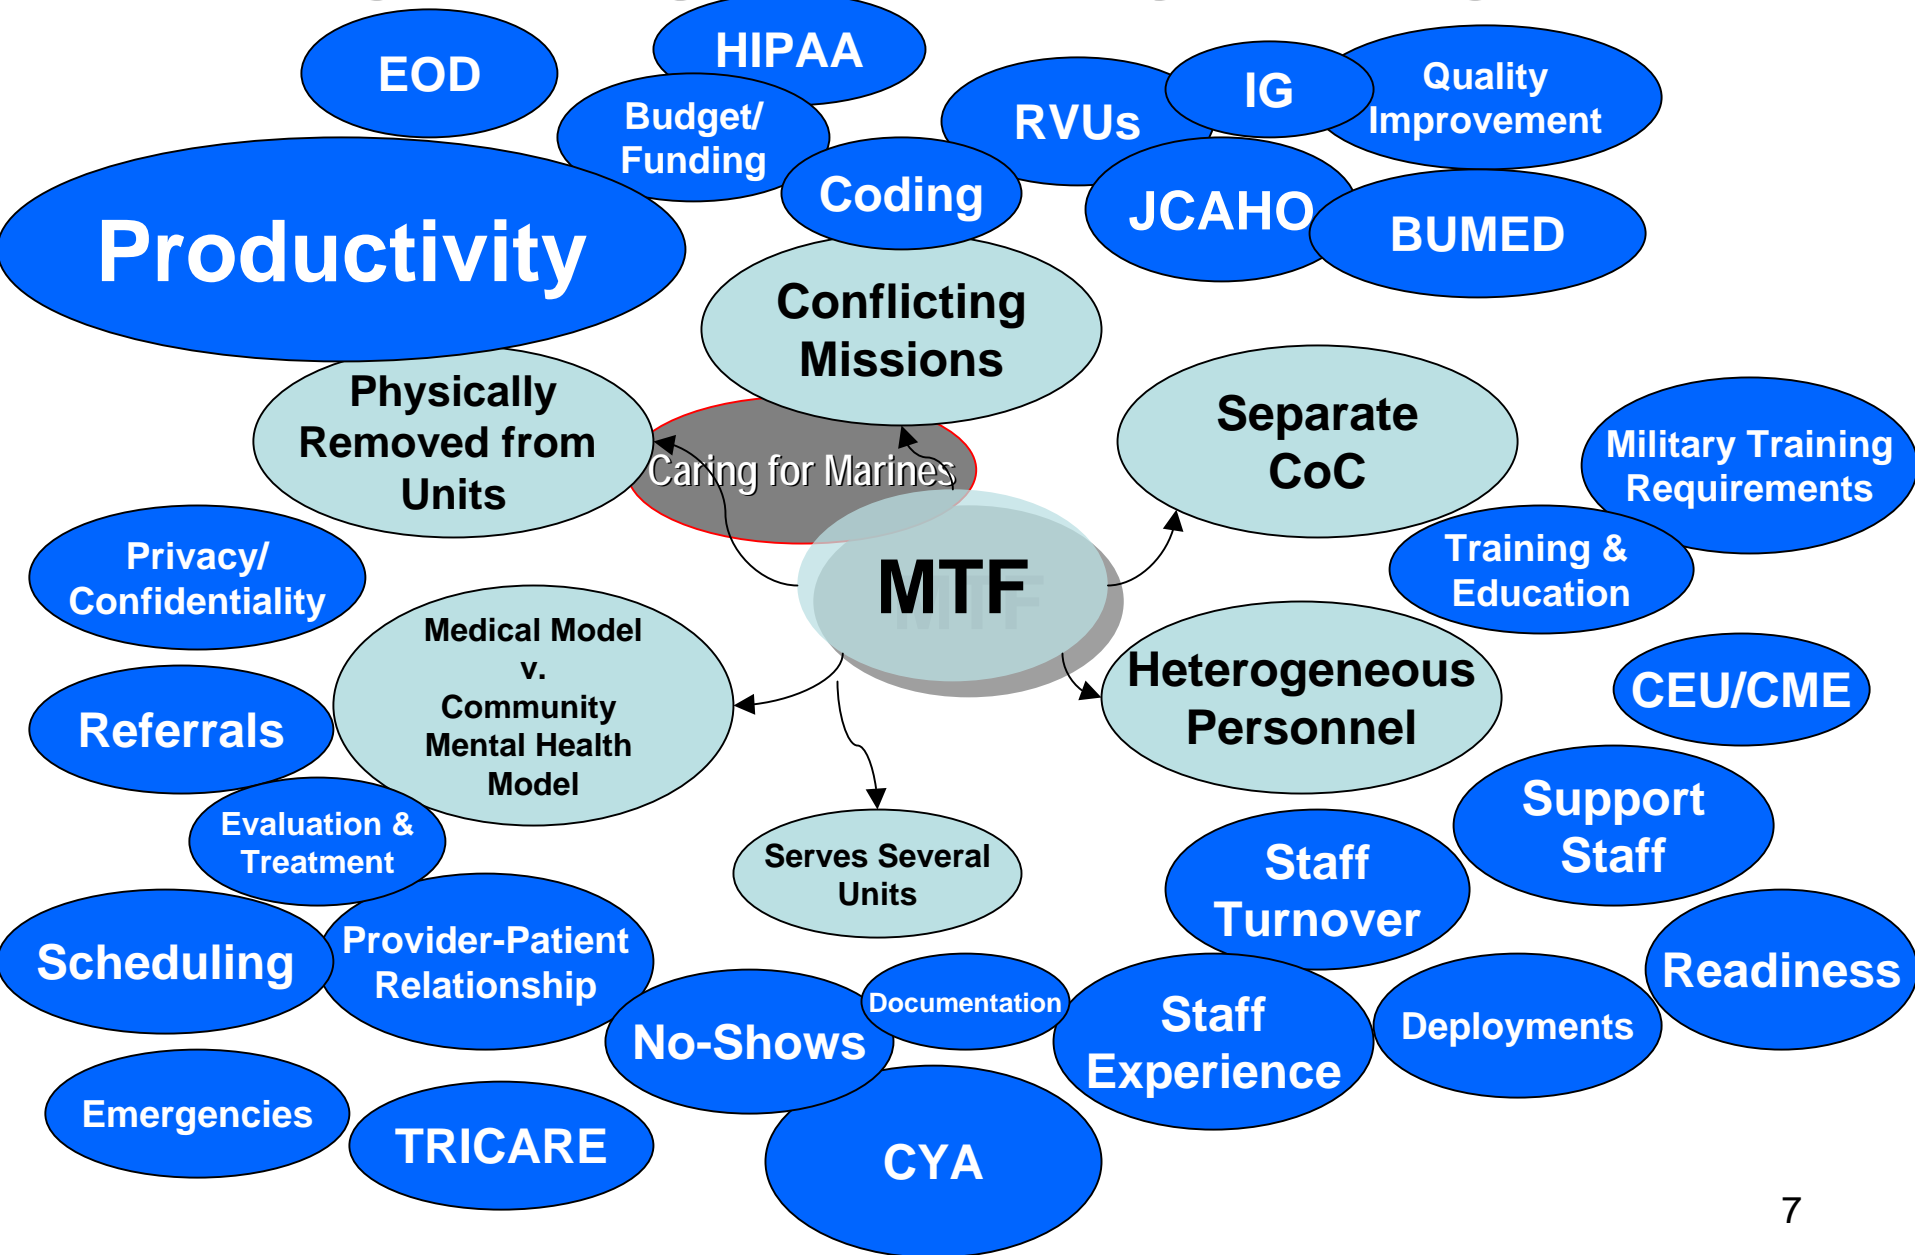 EOD
HIPAA
Budget/
Funding
Coding
RVUs
IG
Quality
Improvement
JCAHO
BUMED
Productivity
Conflicting
Missions
Physically
Removed from
Units
Caring for Marines
Separate
CoC
Military Training
Requirements
Training &
Education
MTF
Privacy/
Confidentiality
Medical Model
v.
Community
Mental Health
Model
Heterogeneous
Personnel
CEU/CME
Referrals
Evaluation &
Treatment
Serves Several
Units
Support
Staff
Staff
Turnover
Scheduling
Provider-Patient
Relationship
No-Shows
Documentation
Staff
Experience
Deployments
Readiness
Emergencies
TRICARE
CYA
7